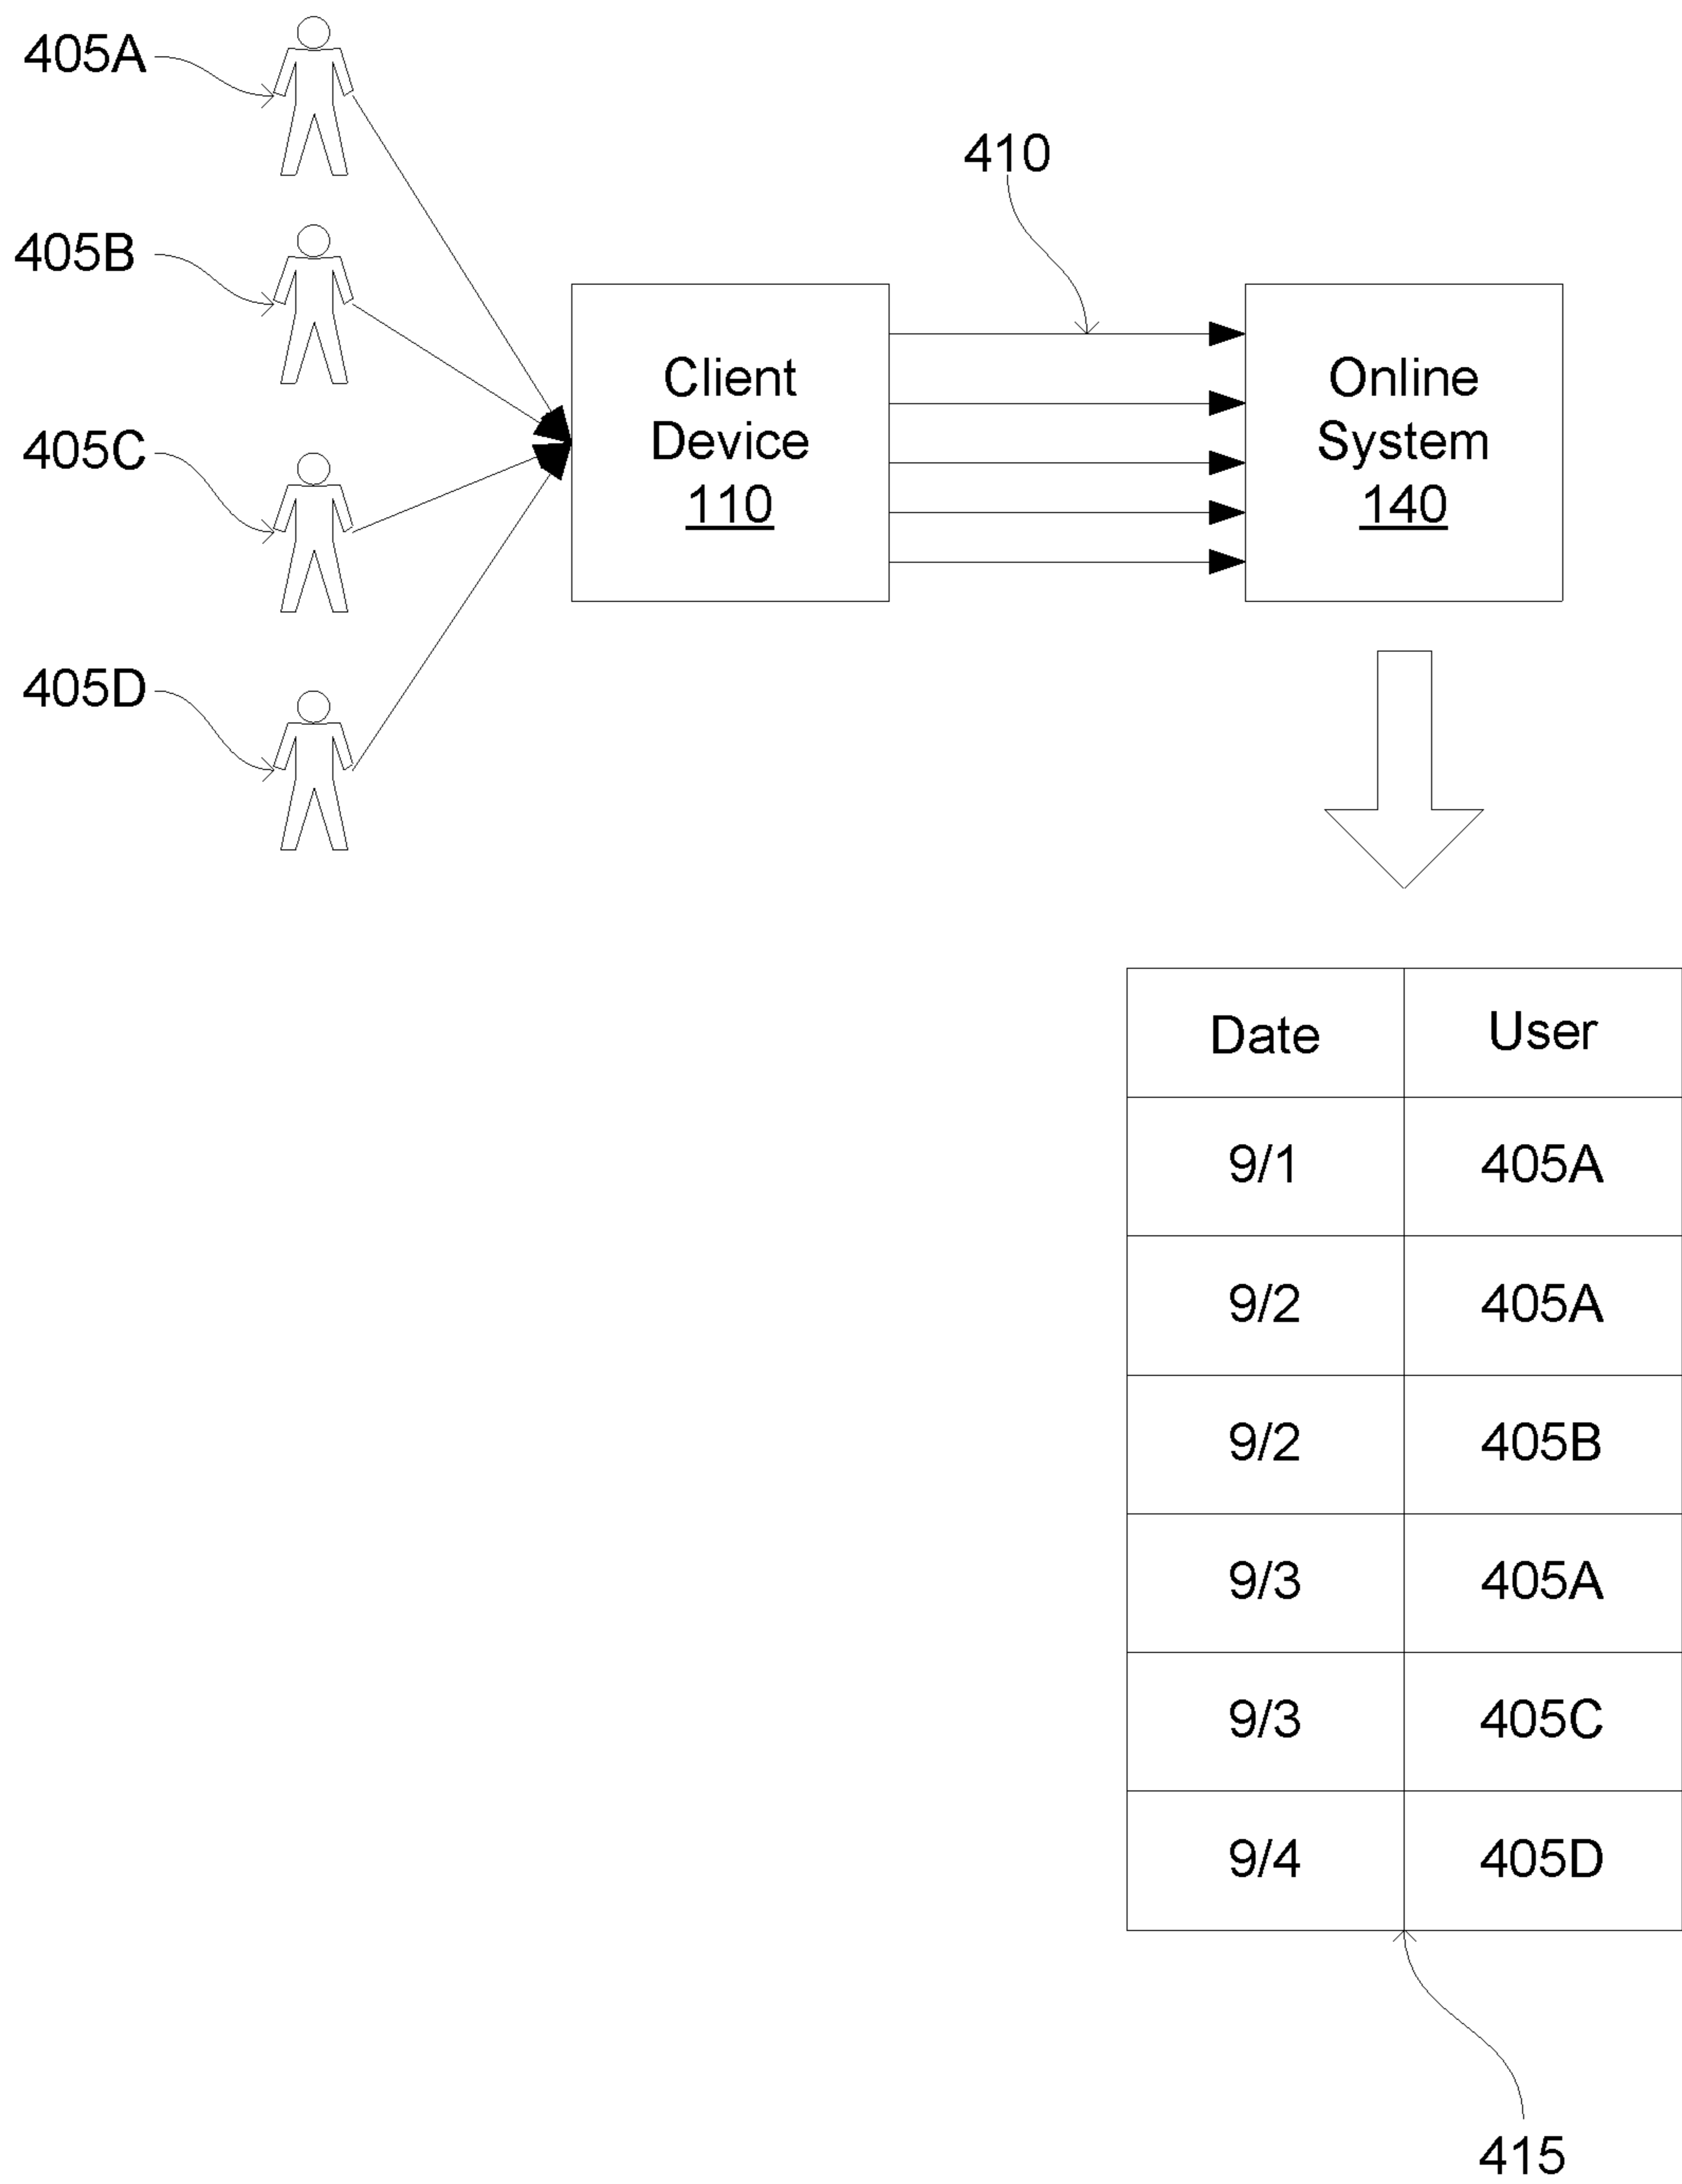 405A
410
405B
Client
Device
110
Online
System
140
405C
405D
Date User
9/1 405A
9/2 405A
9/2 405B
9/3 405A
9/3 405C
9/4 405D
415